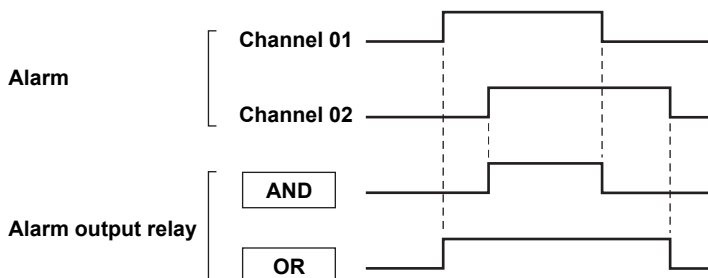 Channel 01
Alarm
Channel 02
AND
Alarm output relay
OR